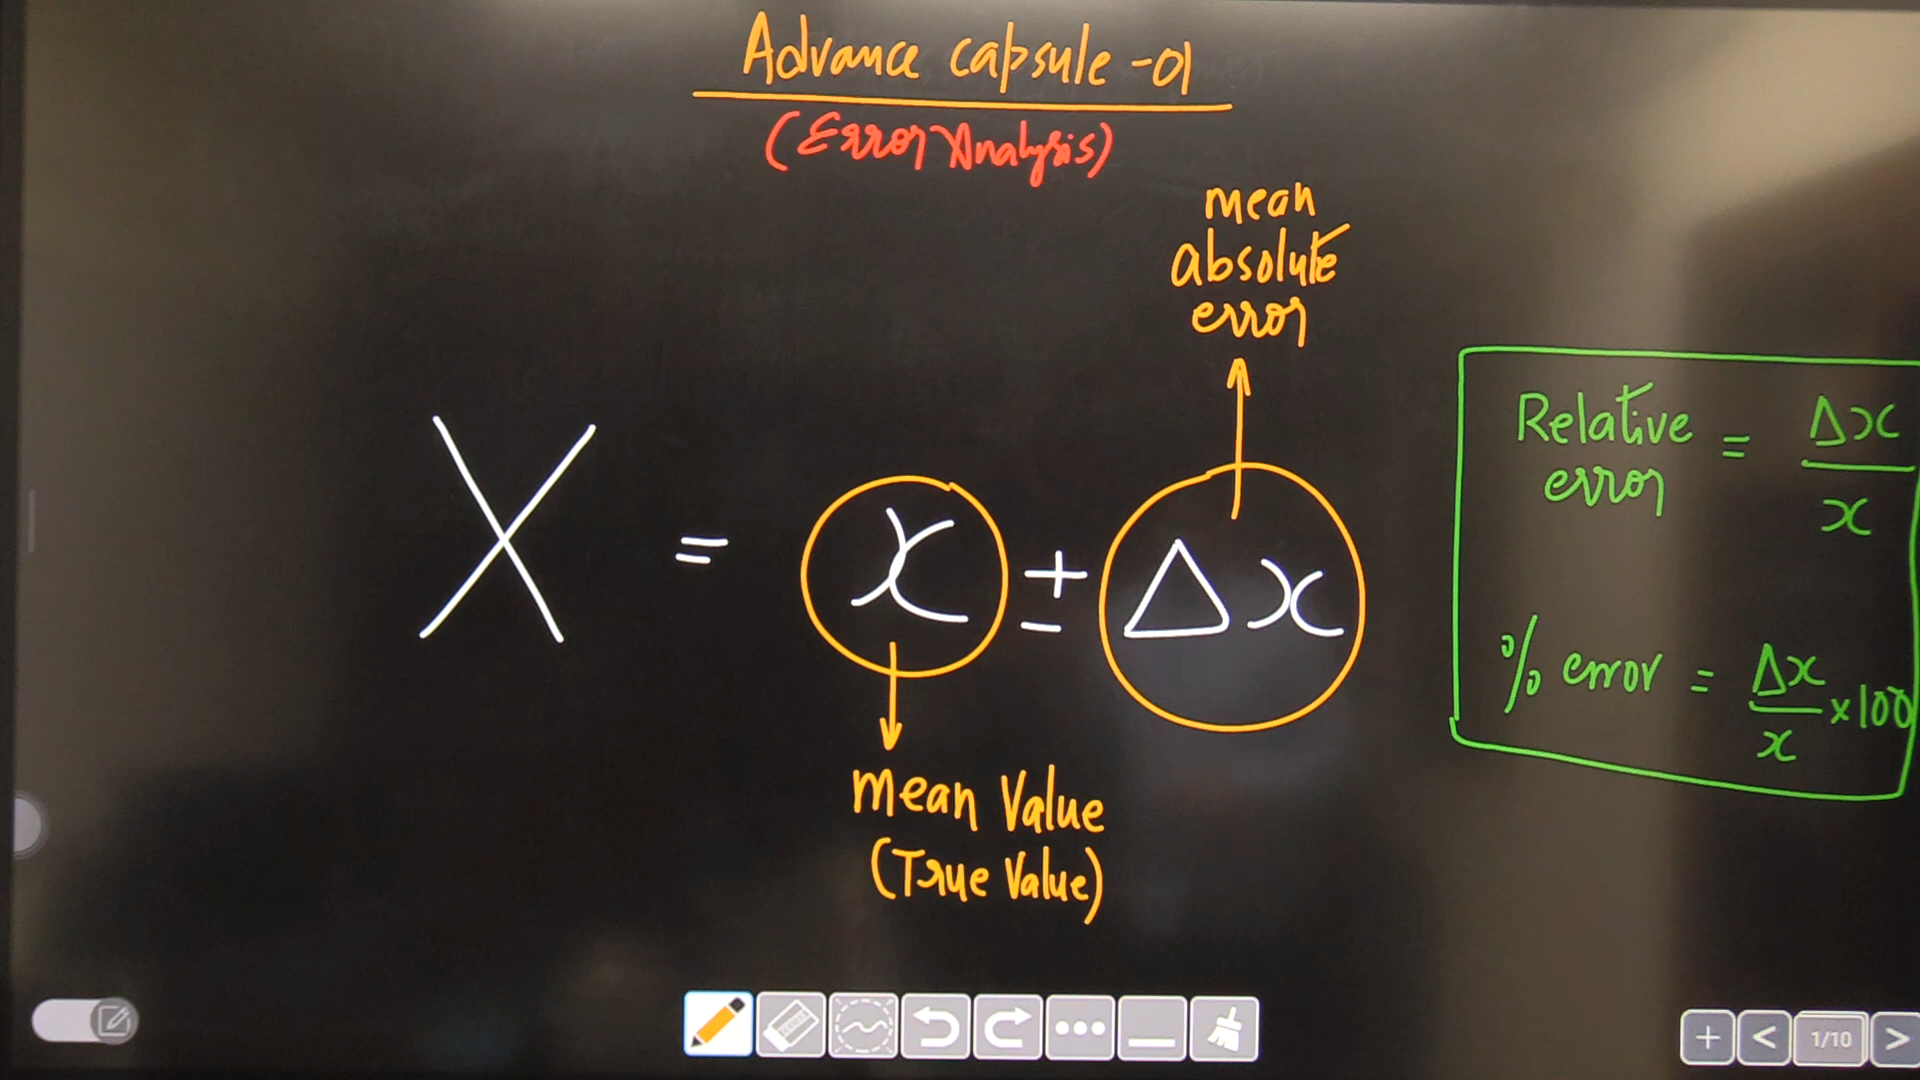 Advance capsule -01
(Error Analysis)
mean
absolute
error
X = x ± Δx
mean Value
(True Value)
Relative error = Δx/x
% error = Δx/x × 100
1/10